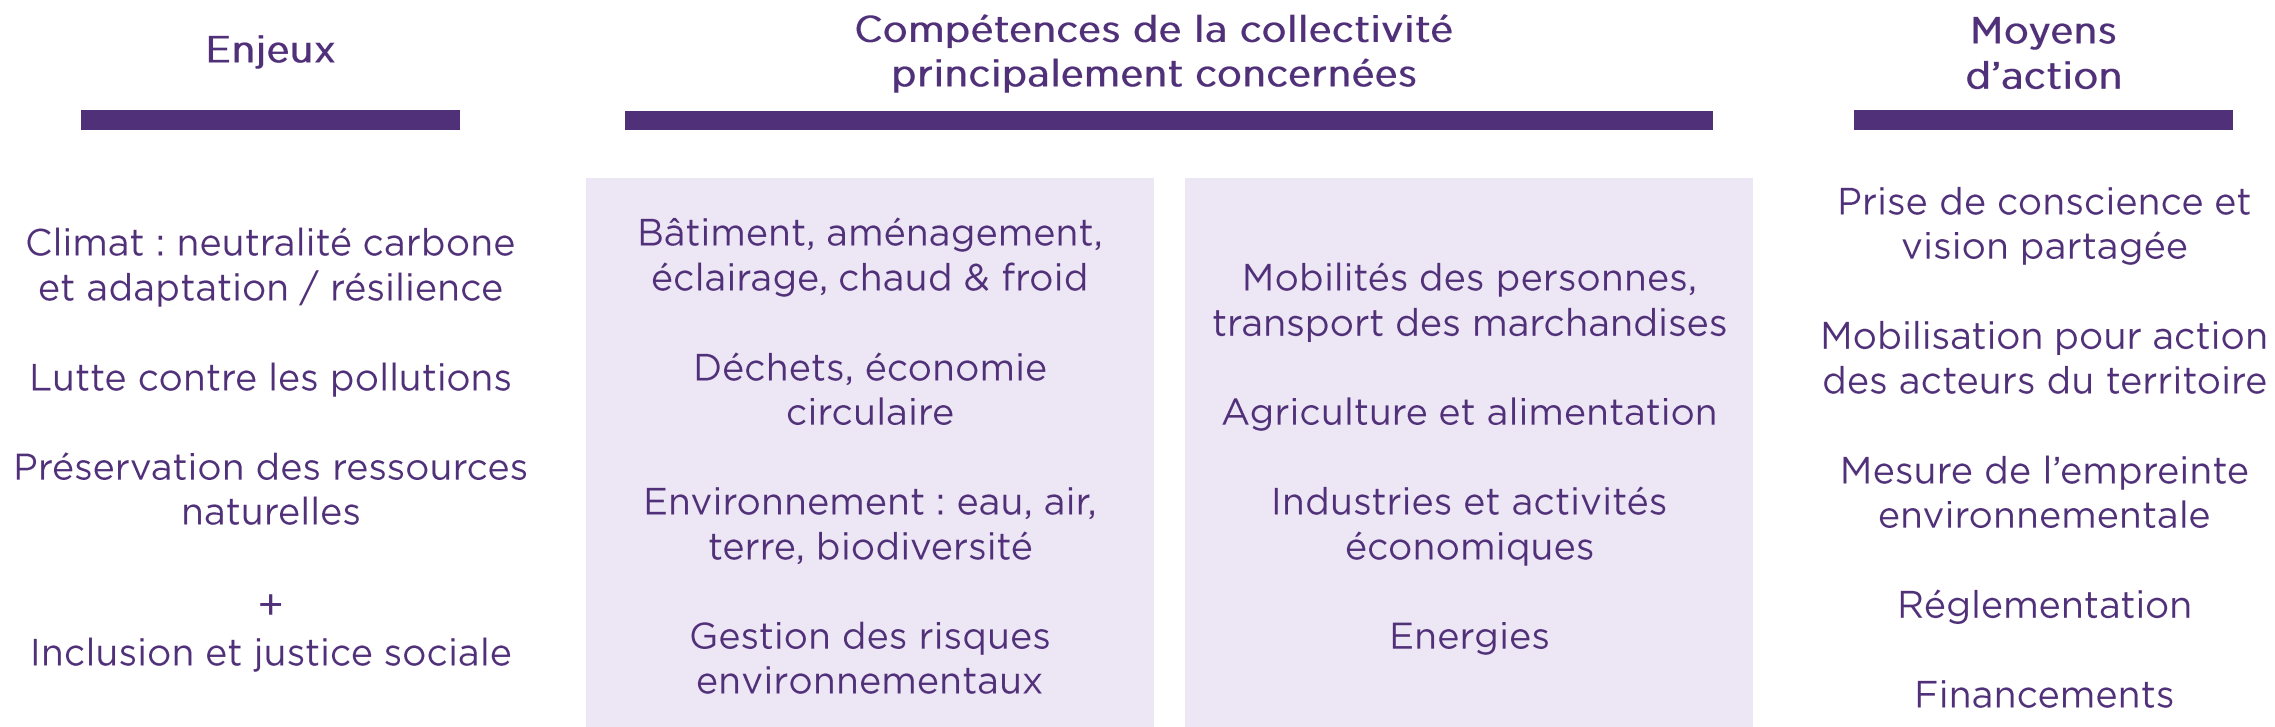 Enjeux
Climat : neutralité carbone
et adaptation / résilience
Lutte contre les pollutions
Préservation des ressources
naturelles
+
Inclusion et justice sociale
Compétences de la collectivité
principalement concernées
Bâtiment, aménagement,
éclairage, chaud & froid
Déchets, économie
circulaire
Environnement : eau, air,
terre, biodiversité
Gestion des risques
environnementaux
Mobilités des personnes,
transport des marchandises
Agriculture et alimentation
Industries et activités
économiques
Energies
Moyens
d’action
Prise de conscience et
vision partagée
Mobilisation pour action
des acteurs du territoire
Mesure de l’empreinte
environnementale
Réglementation
Financements